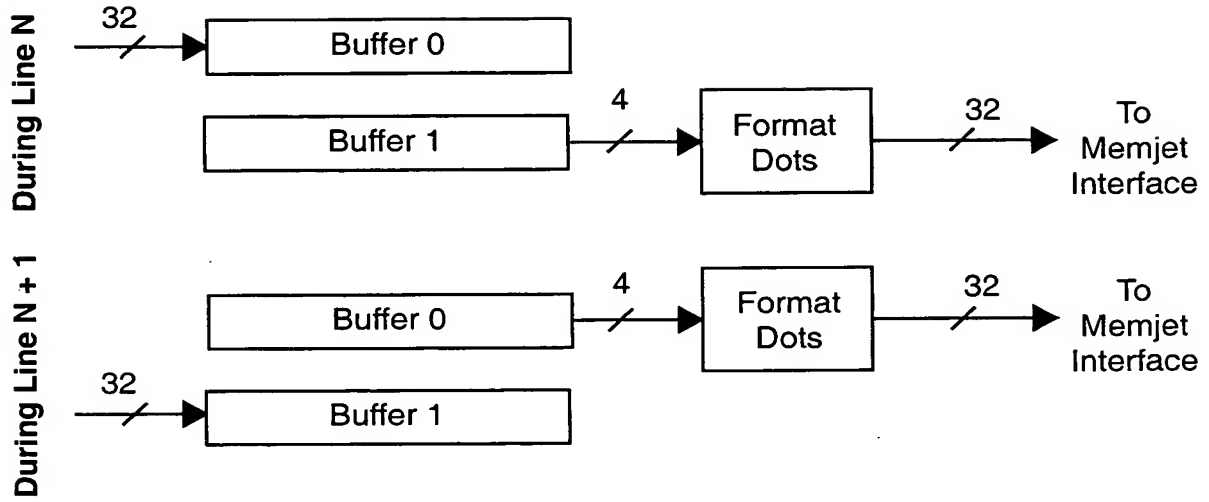 During Line N
32
Buffer 0
Buffer 1
4
Format
Dots
32
To
Memjet
Interface
During Line N + 1
Buffer 0
4
Format
Dots
32
To
Memjet
Interface
32
Buffer 1